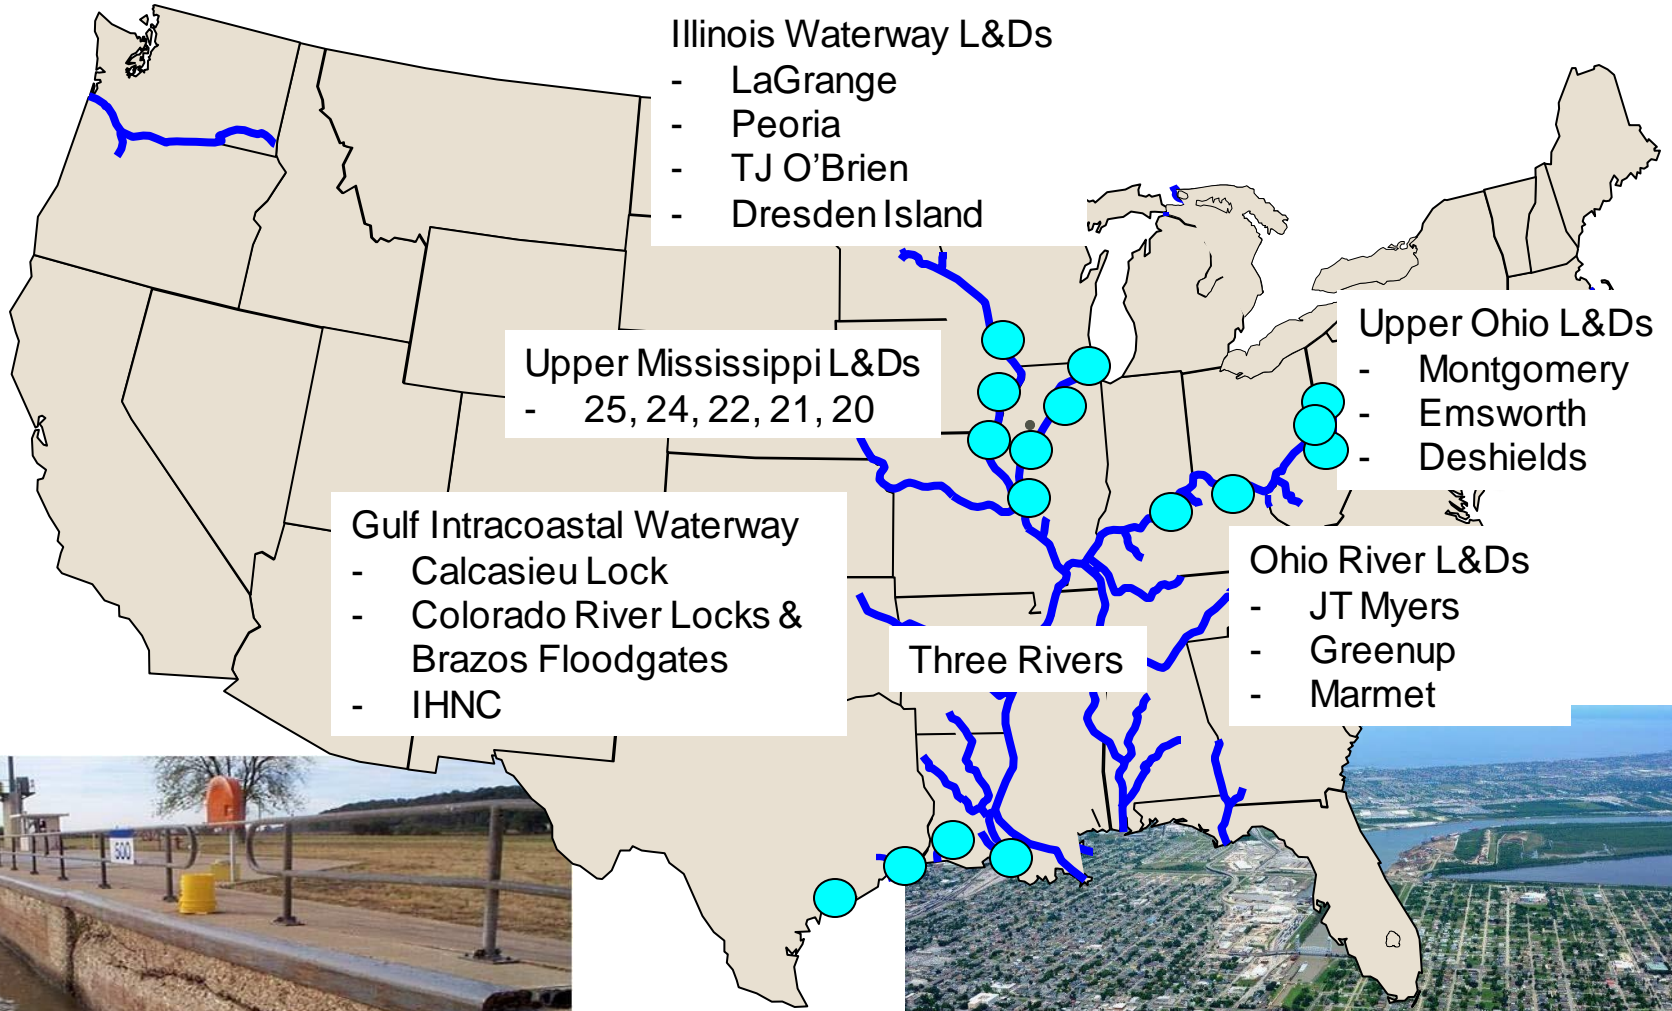 Illinois Waterway L&Ds
- LaGrange
- Peoria
- TJ O’Brien
- Dresden Island
Upper Mississippi L&Ds
- 25, 24, 22, 21, 20
Upper Ohio L&Ds
- Montgomery
- Emsworth
- Deshields
Gulf Intracoastal Waterway
- Calcasieu Lock
- Colorado River Locks &
Brazos Floodgates
- IHNC
Ohio River L&Ds
- JT Myers
- Greenup
- Marmet
Three Rivers
500